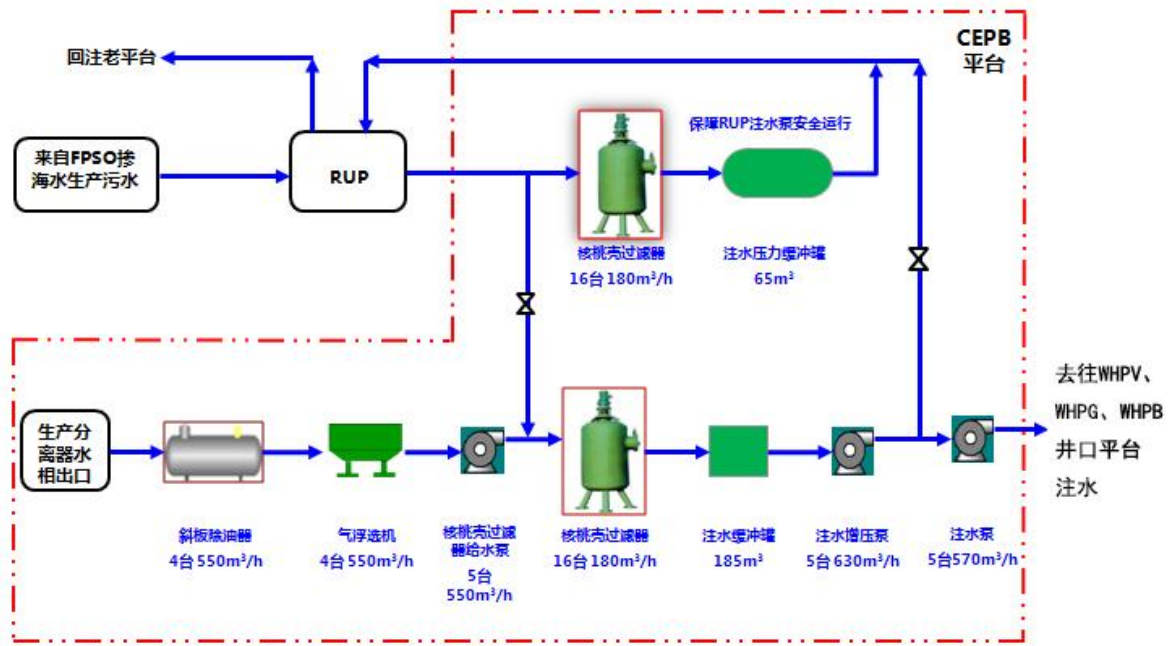 CEPB
平台
回注老平台
保障RUP注水泵安全运行
来自FPSO掺
海水生产污水
RUP
核桃壳过滤器
16台 180m³/h
注水压力缓冲罐
65m³
去往WHPV、
WHPG、WHPB
井口平台
注水
生产分
离器水
相出口
斜板除油器
4台 550m³/h
气浮选机
4台 550m³/h
核桃壳过滤
器给水泵
5台
550m³/h
核桃壳过滤器
16台 180m³/h
注水缓冲罐
185m³
注水增压泵
5台 630m³/h
注水泵
5台570m³/h